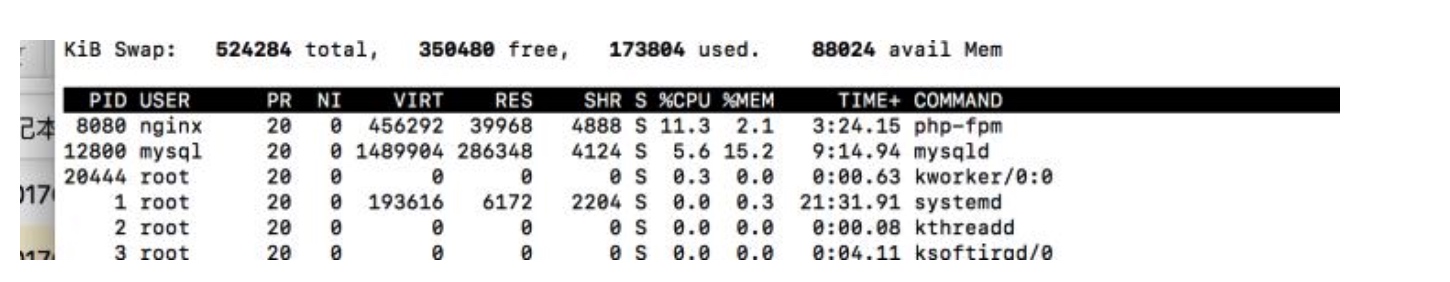 KiB Swap:   524284 total,   350480 free,   173804 used.    88024 avail Mem
PID USER      PR  NI    VIRT    RES    SHR S %CPU %MEM     TIME+ COMMAND
8080 nginx     20   0  456292  39968   4888 S 11.3  2.1   3:24.15 php-fpm
12800 mysql     20   0 1489904 286348   4124 S  5.6 15.2   9:14.94 mysqld
20444 root      20   0       0      0      0 S  0.3  0.0   0:00.63 kworker/0:0
1 root      20   0  193616   6172   2204 S  0.0  0.3  21:31.91 systemd
2 root      20   0       0      0      0 S  0.0  0.0   0:00.08 kthreadd
3 root      20   0       0      0      0 S  0.0  0.0   0:04.11 ksoftirqd/0